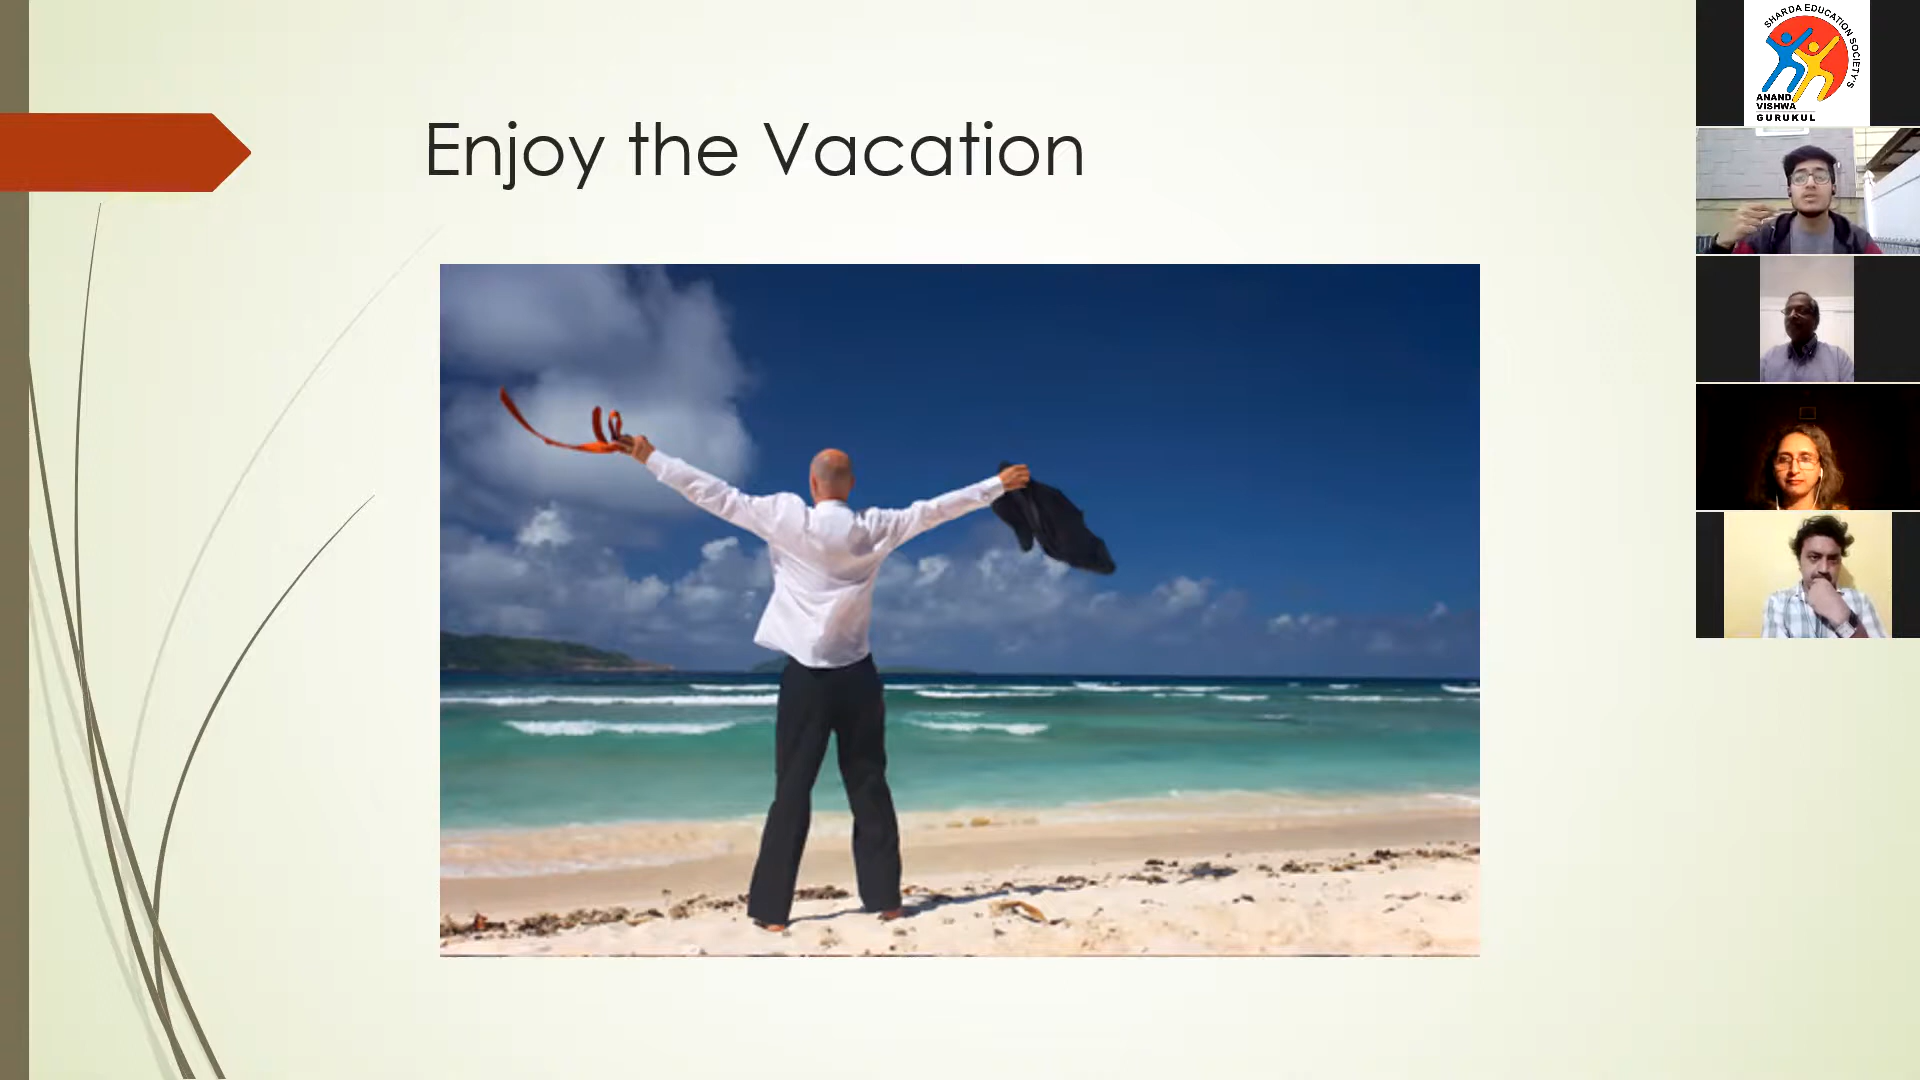 Enjoy the Vacation
SHARDA EDUCATION SOCIETY'S
ANAND
VISHWA
GURUKUL